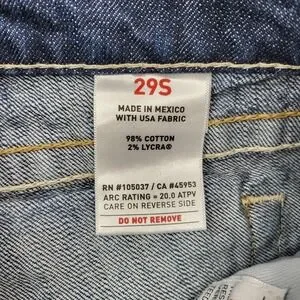 29S
MADE IN MEXICO
WITH USA FABRIC
98% COTTON
2% LYCRA®
RN #105037 / CA #45953
ARC RATING = 20.0 ATPV
CARE ON REVERSE SIDE
DO NOT REMOVE